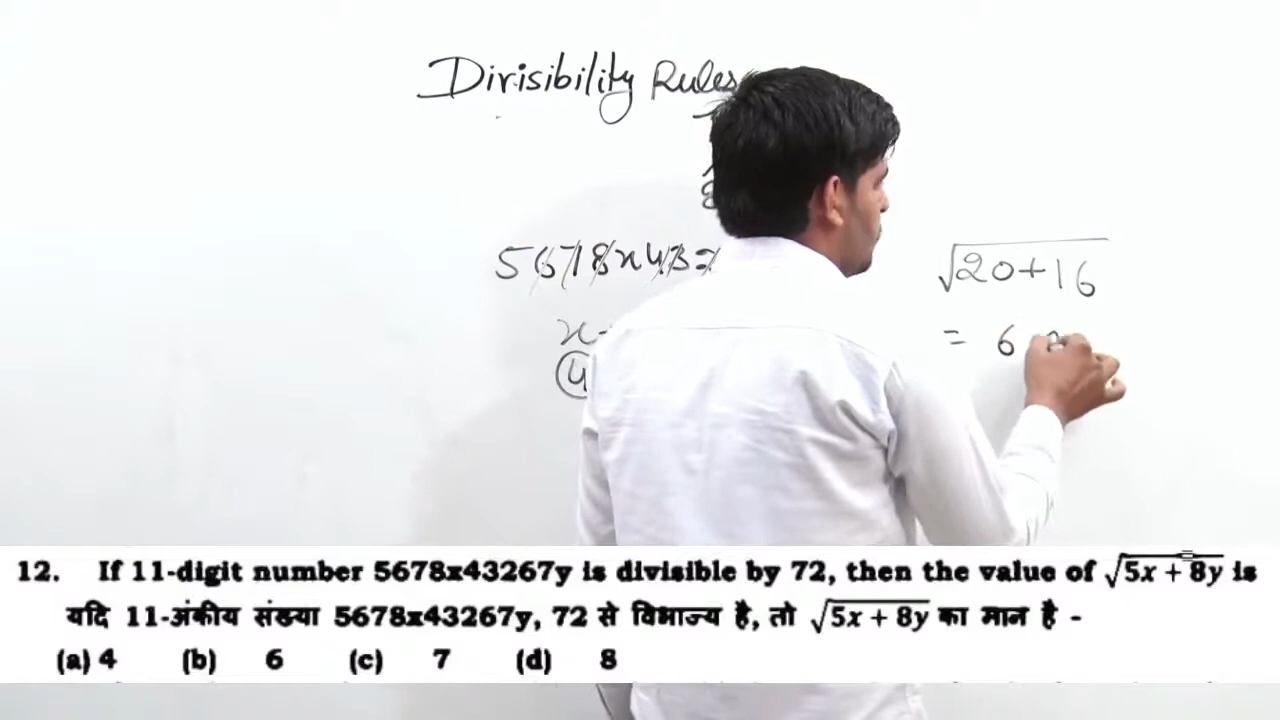 Divisibility Rules
5678x43
√20+16
= 6
x
4
12. If 11-digit number 5678x43267y is divisible by 72, then the value of √5x + 8y is
यदि 11-अंकीय संख्या 5678x43267y, 72 से विभाज्य है, तो √5x + 8y का मान है -
(a) 4 (b) 6 (c) 7 (d) 8